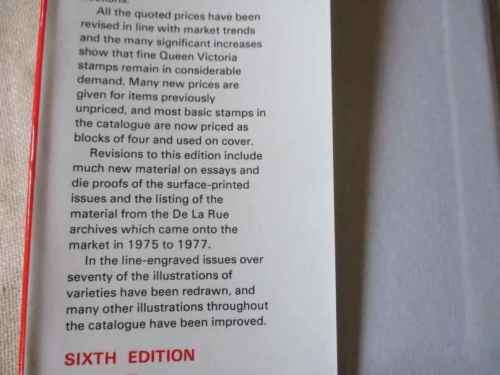 All the quoted prices have been
revised in line with market trends
and the many significant increases
show that fine Queen Victoria
stamps remain in considerable
demand. Many new prices are
given for items previously
unpriced, and most basic stamps in
the catalogue are now priced as
blocks of four and used on cover.
Revisions to this edition include
much new material on essays and
die proofs of the surface-printed
issues and the listing of the
material from the De La Rue
archives which came onto the
market in 1975 to 1977.
In the line-engraved issues over
seventy of the illustrations of
varieties have been redrawn, and
many other illustrations throughout
the catalogue have been improved.
SIXTH EDITION